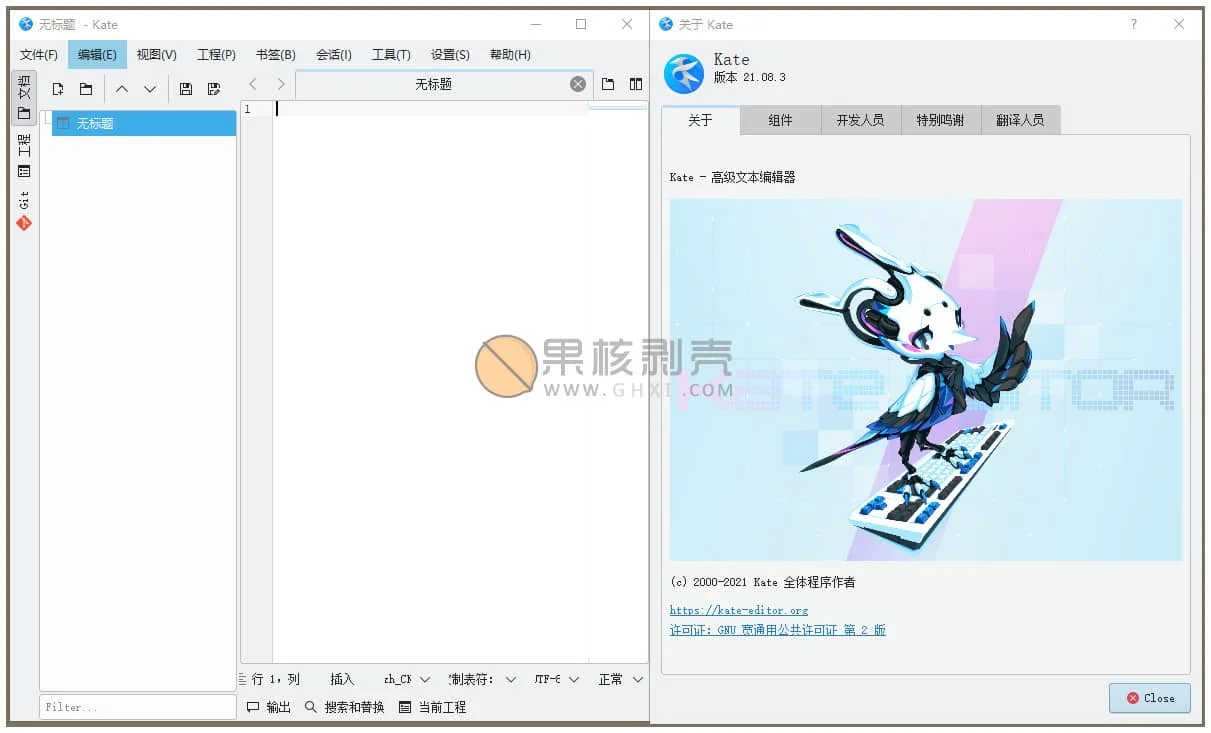 无标题 - Kate
文件(F) 编辑(E) 视图(V) 工程(P) 书签(B) 会话(I) 工具(T) 设置(S) 帮助(H)
文档
工程
Git
无标题
无标题
1
Filter...
行 1，列
插入
制表符：
正常
输出
搜索和替换
当前工程
关于 Kate
Kate
版本 21.08.3
关于 组件 开发人员 特别鸣谢 翻译人员
Kate - 高级文本编辑器
KATE EDITOR
果核剥壳
WWW.GHXI.COM
(c) 2000-2021 Kate 全体程序作者
https://kate-editor.org
许可证：GNU 宽通用公共许可证 第 2 版
Close